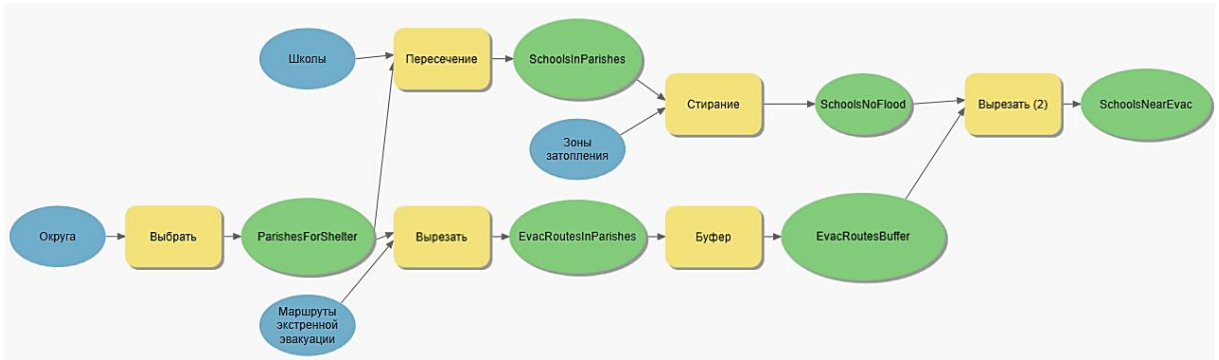 Школы
Пересечение
SchoolsInParishes
Стирание
SchoolsNoFlood
Вырезать (2)
SchoolsNearEvac
Зоны
затопления
Округа
Выбрать
ParishesForShelter
Вырезать
EvacRoutesInParishes
Буфер
EvacRoutesBuffer
Маршруты
экстренной
эвакуации